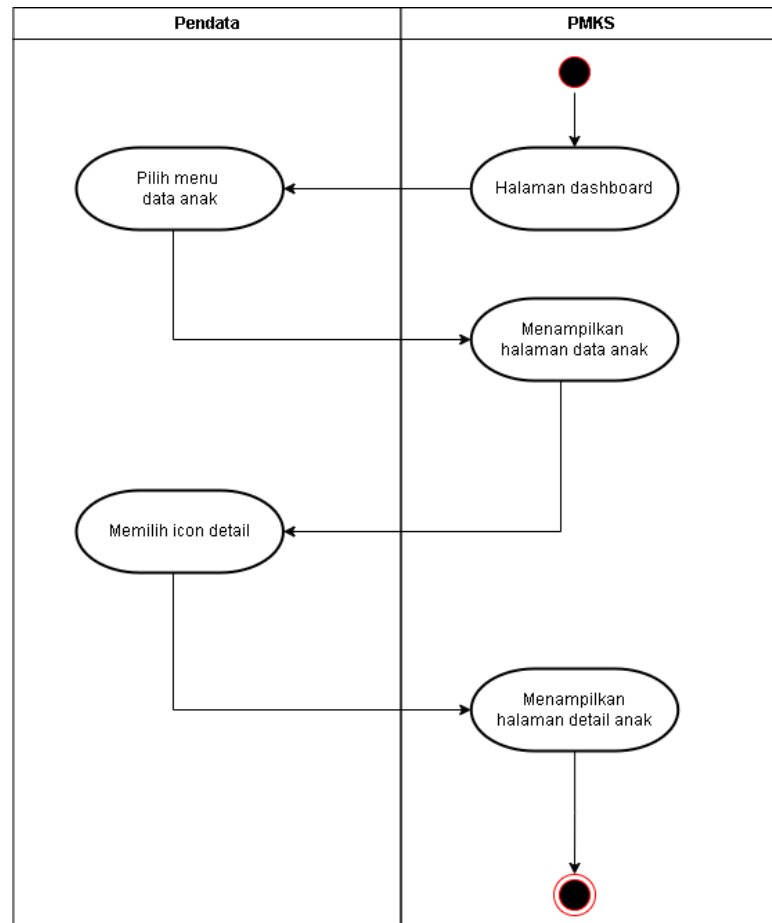 Pendata
PMKS
Pilih menu
data anak
Halaman dashboard
Menampilkan
halaman data anak
Memilih icon detail
Menampilkan
halaman detail anak